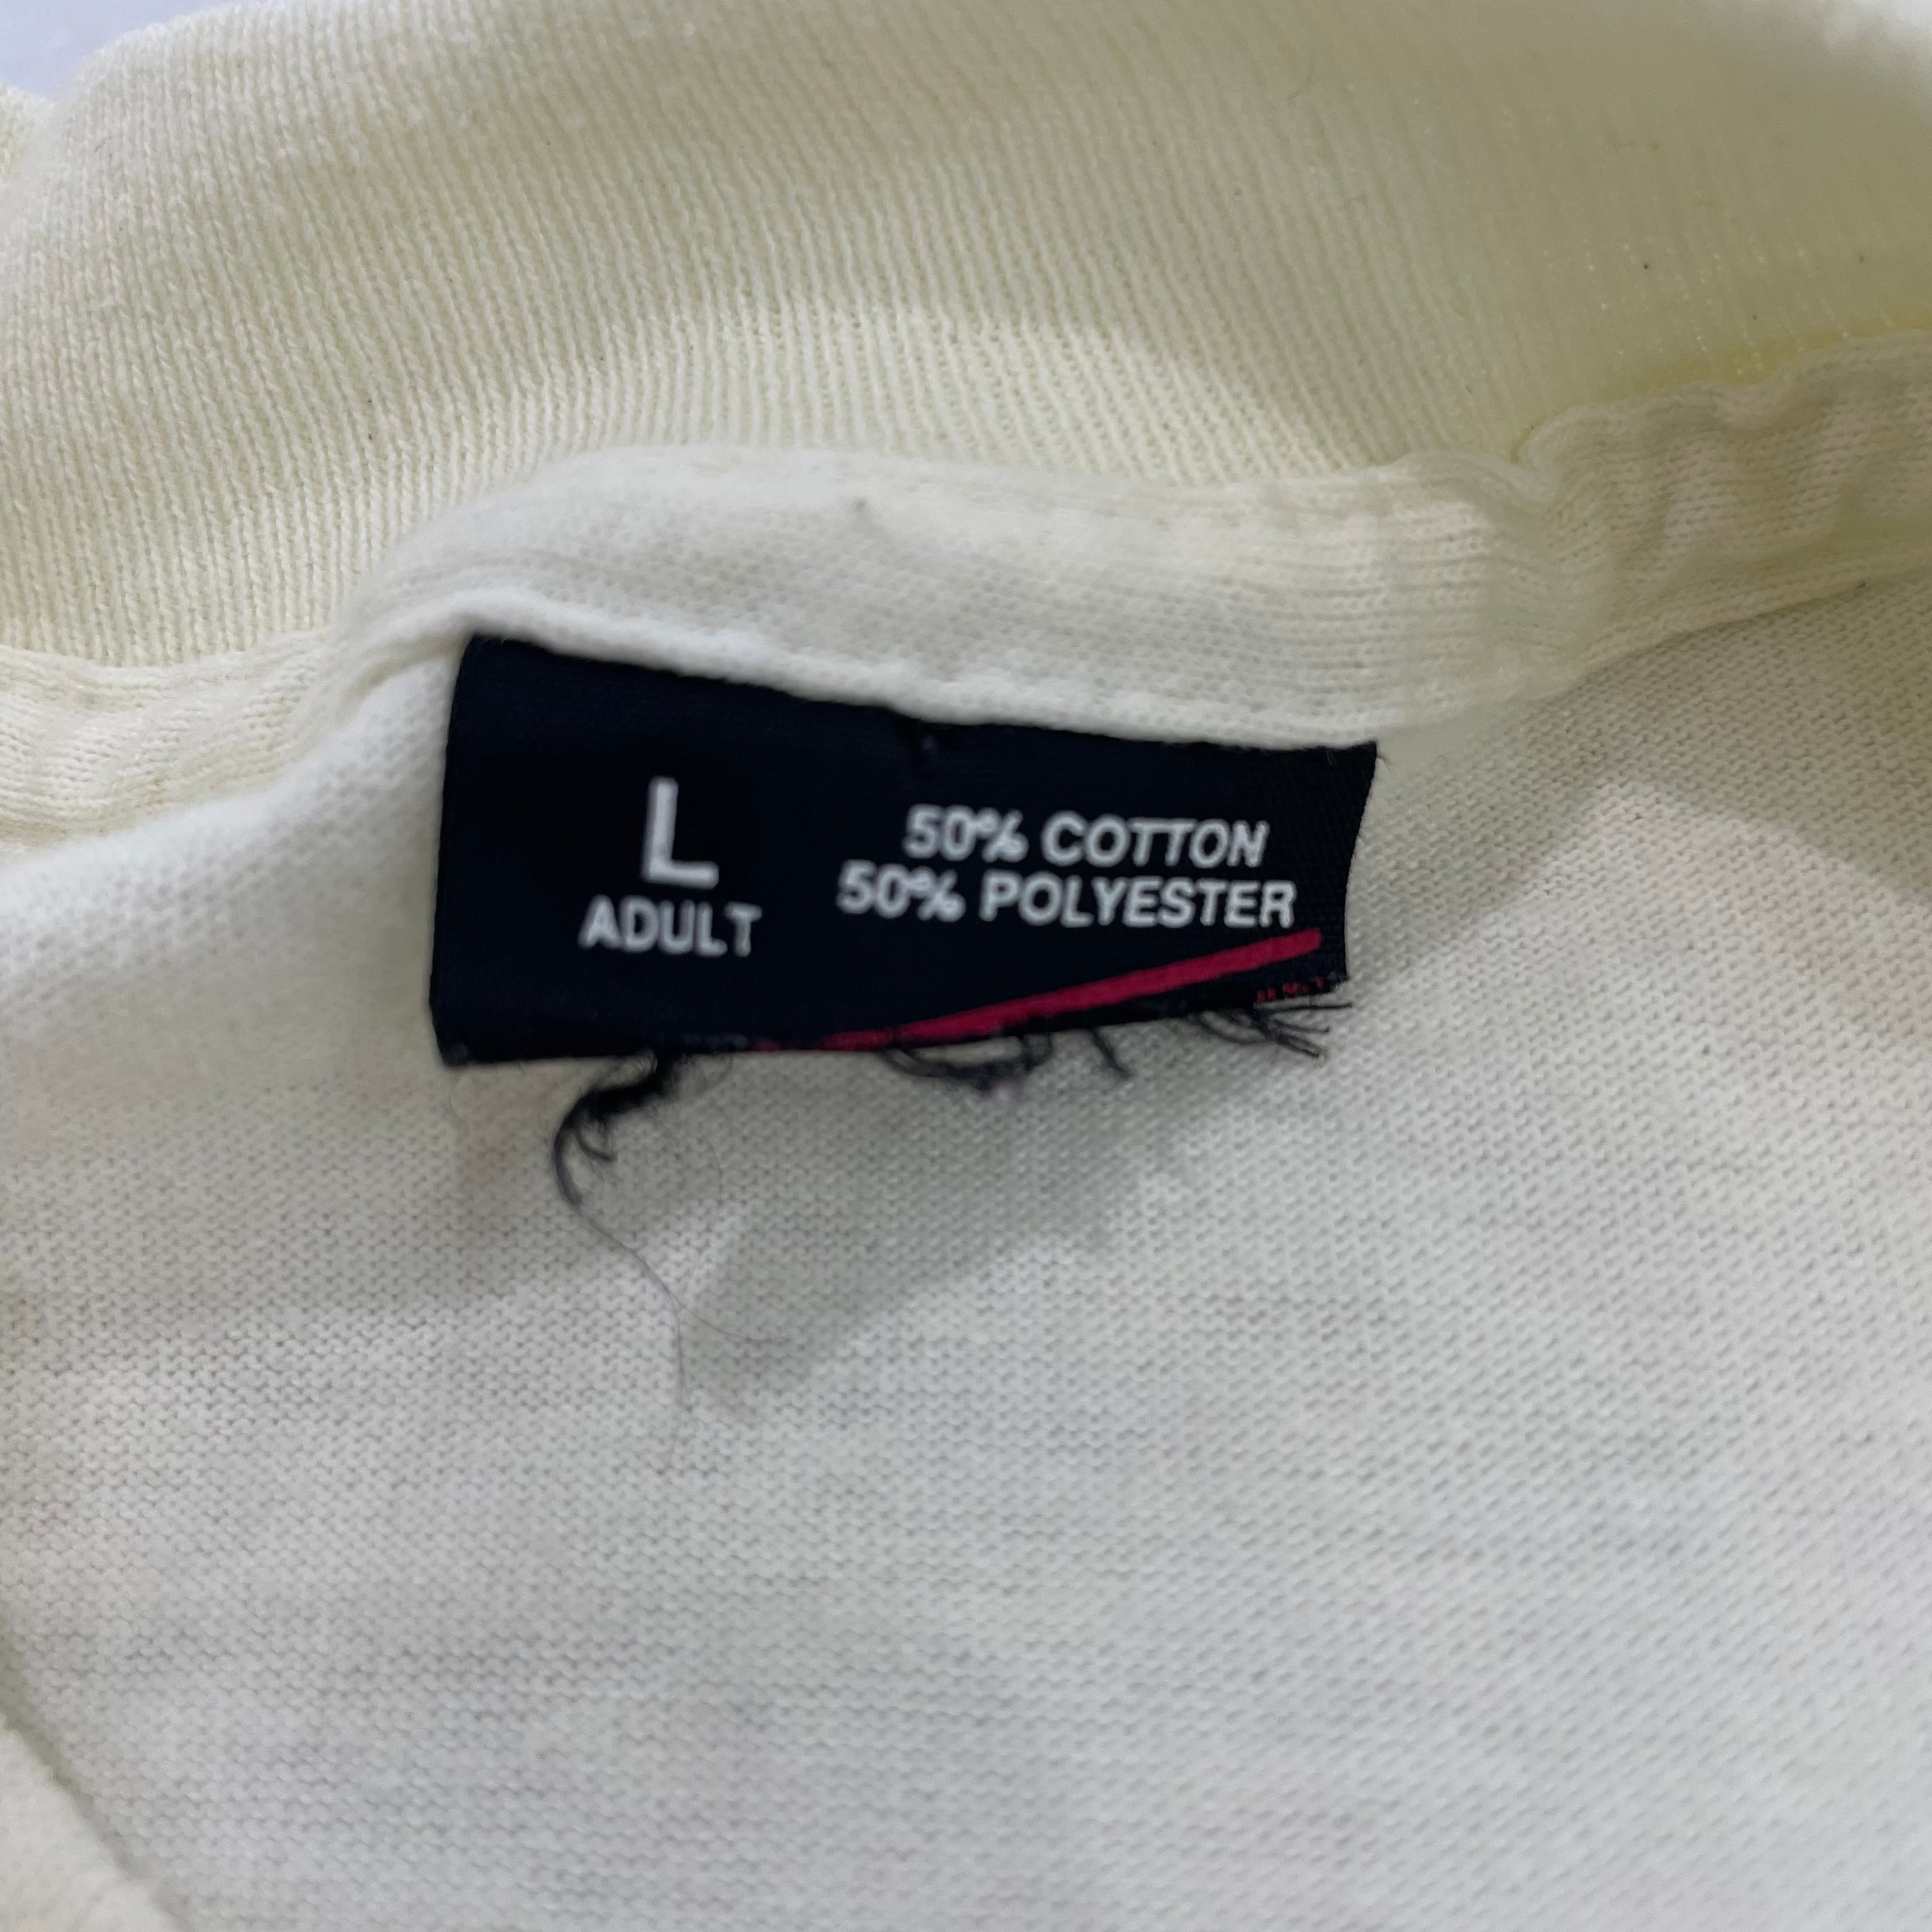 L
ADULT
50% COTTON
50% POLYESTER